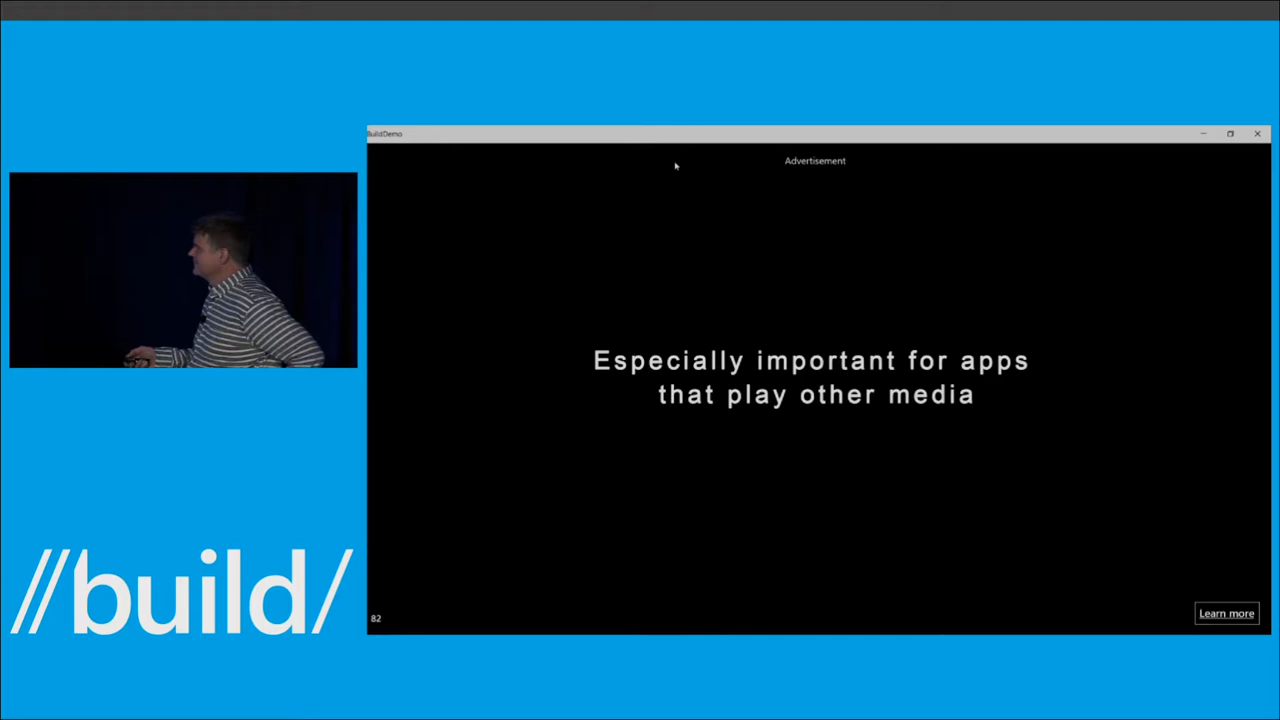 BuildDemo
Advertisement
Especially important for apps
that play other media
82
Learn more
//build/